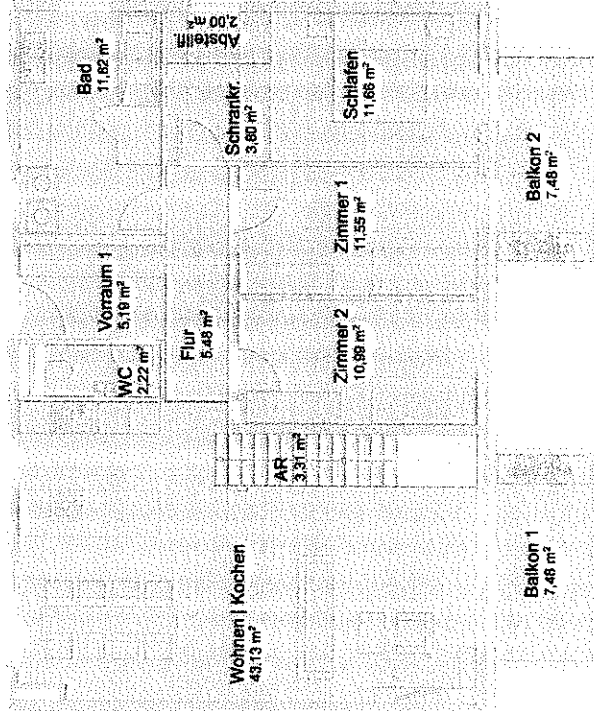 Bad
11,62 m²
Abstellfl.
2,00 m²
Schrankr.
3,80 m²
Schlafen
11,66 m²
Balkon 2
7,48 m²
Vorraum 1
5,19 m²
WC
2,22 m²
Flur
5,48 m²
Zimmer 1
11,55 m²
Zimmer 2
10,99 m²
AR
3,31 m²
Wohnen | Kochen
43,13 m²
Balkon 1
7,48 m²